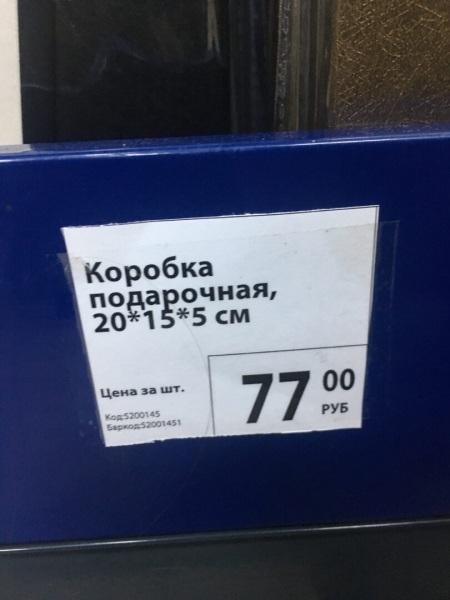 Коробка
подарочная,
20*15*5 см
Цена за шт.
77 00
РУБ
Код:5200145
Баркод:52001451